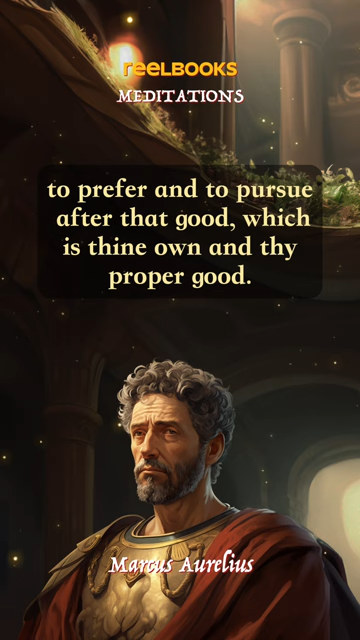 reelBOOKS
MEDITATIONS
to prefer and to pursue
after that good, which
is thine own and thy
proper good.
Marcus Aurelius